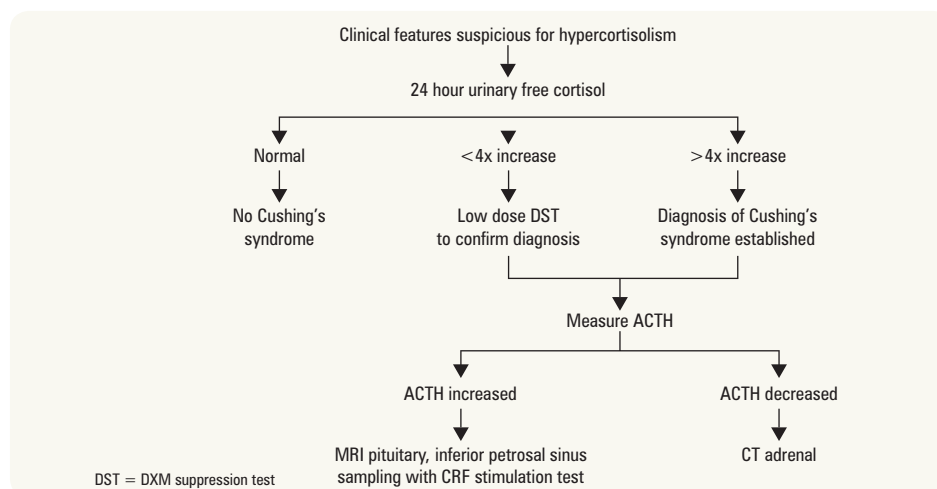 Clinical features suspicious for hypercortisolism
24 hour urinary free cortisol
Normal
<4x increase
>4x increase
No Cushing's
syndrome
Low dose DST
to confirm diagnosis
Diagnosis of Cushing's
syndrome established
Measure ACTH
ACTH increased
ACTH decreased
MRI pituitary, inferior petrosal sinus
sampling with CRF stimulation test
CT adrenal
DST = DXM suppression test